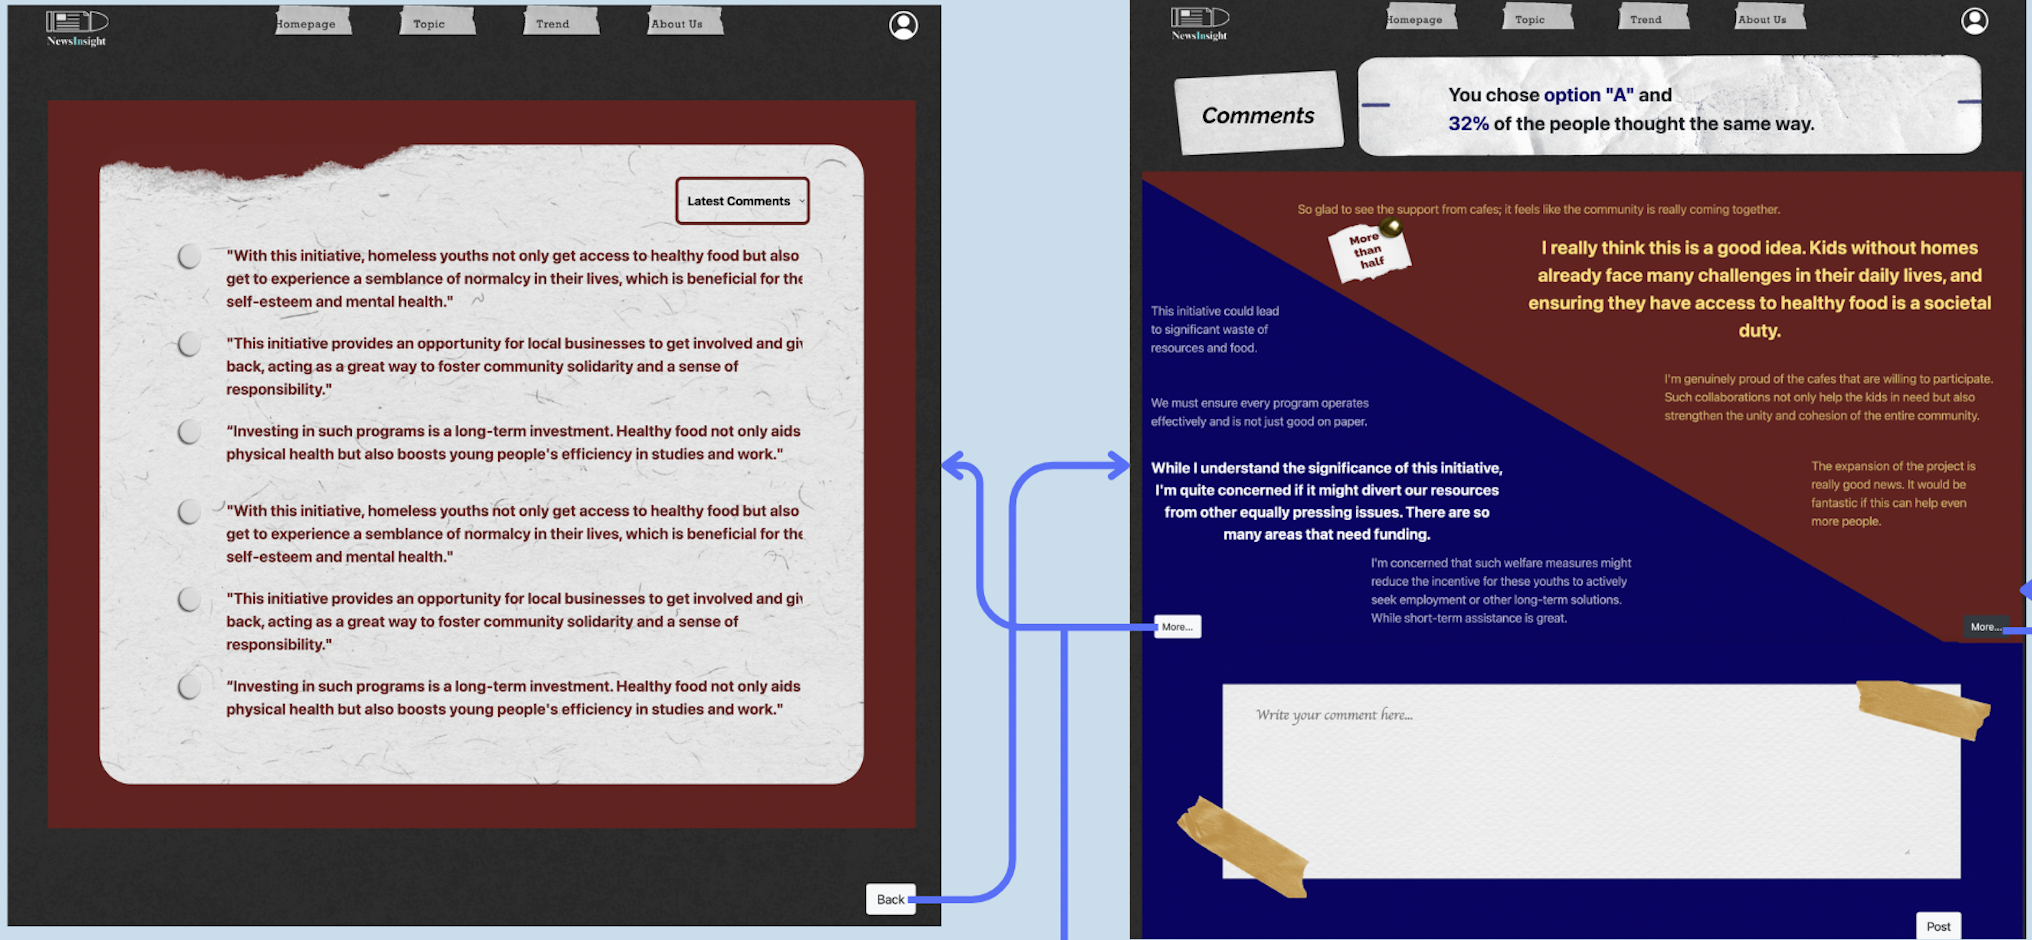 NewsInsight
Homepage
Topic
Trend
About Us
Latest Comments
"With this initiative, homeless youths not only get access to healthy food but also
get to experience a semblance of normalcy in their lives, which is beneficial for the
self-esteem and mental health."
"This initiative provides an opportunity for local businesses to get involved and giv
back, acting as a great way to foster community solidarity and a sense of
responsibility."
“Investing in such programs is a long-term investment. Healthy food not only aids
physical health but also boosts young people's efficiency in studies and work."
"With this initiative, homeless youths not only get access to healthy food but also
get to experience a semblance of normalcy in their lives, which is beneficial for the
self-esteem and mental health."
"This initiative provides an opportunity for local businesses to get involved and giv
back, acting as a great way to foster community solidarity and a sense of
responsibility."
“Investing in such programs is a long-term investment. Healthy food not only aids
physical health but also boosts young people's efficiency in studies and work."
Back
NewsInsight
Homepage
Topic
Trend
About Us
Comments
You chose option "A" and
32% of the people thought the same way.
So glad to see the support from cafes; it feels like the community is really coming together.
More
than
half
I really think this is a good idea. Kids without homes
already face many challenges in their daily lives, and
ensuring they have access to healthy food is a societal
duty.
This initiative could lead
to significant waste of
resources and food.
I'm genuinely proud of the cafes that are willing to participate.
Such collaborations not only help the kids in need but also
strengthen the unity and cohesion of the entire community.
We must ensure every program operates
effectively and is not just good on paper.
While I understand the significance of this initiative,
I'm quite concerned if it might divert our resources
from other equally pressing issues. There are so
many areas that need funding.
The expansion of the project is
really good news. It would be
fantastic if this can help even
more people.
I'm concerned that such welfare measures might
reduce the incentive for these youths to actively
seek employment or other long-term solutions.
While short-term assistance is great.
More...
More...
Write your comment here...
Post